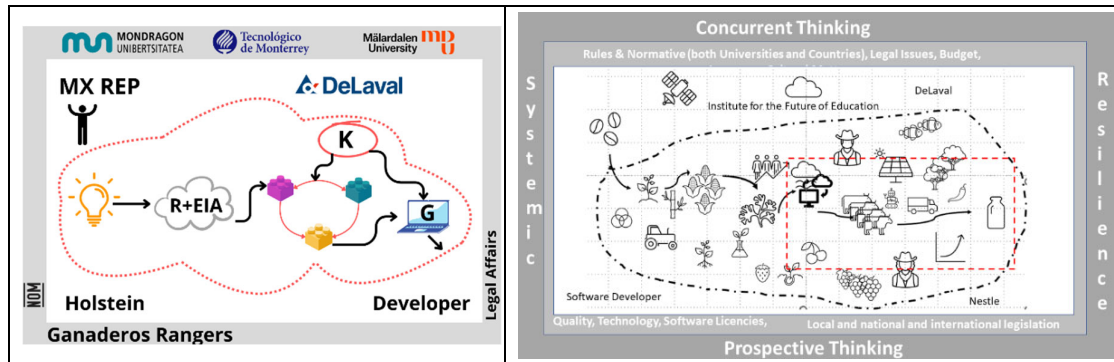 MONDRAGON
UNIBERTSITATEA
Tecnológico
de Monterrey
Mälardalen
University
MX REP
DeLaval
K
R+EIA
G
NOM
Holstein
Developer
Legal Affairs
Ganaderos Rangers
Concurrent Thinking
Rules & Normative (both Universities and Countries), Legal Issues, Budget,
Systemic
Resilience
Institute for the Future of Education
DeLaval
Software Developer
Nestle
Quality, Technology, Software Licencies,
Local and national and international legislation
Prospective Thinking